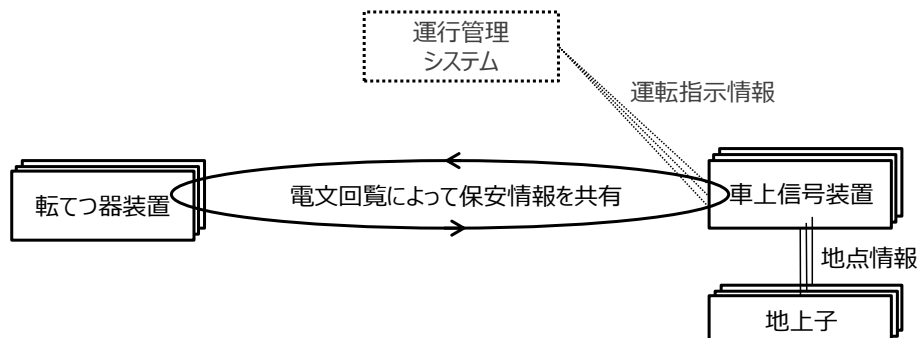 運行管理
システム
運転指示情報
転てつ器装置
電文回覧によって保安情報を共有
車上信号装置
地点情報
地上子